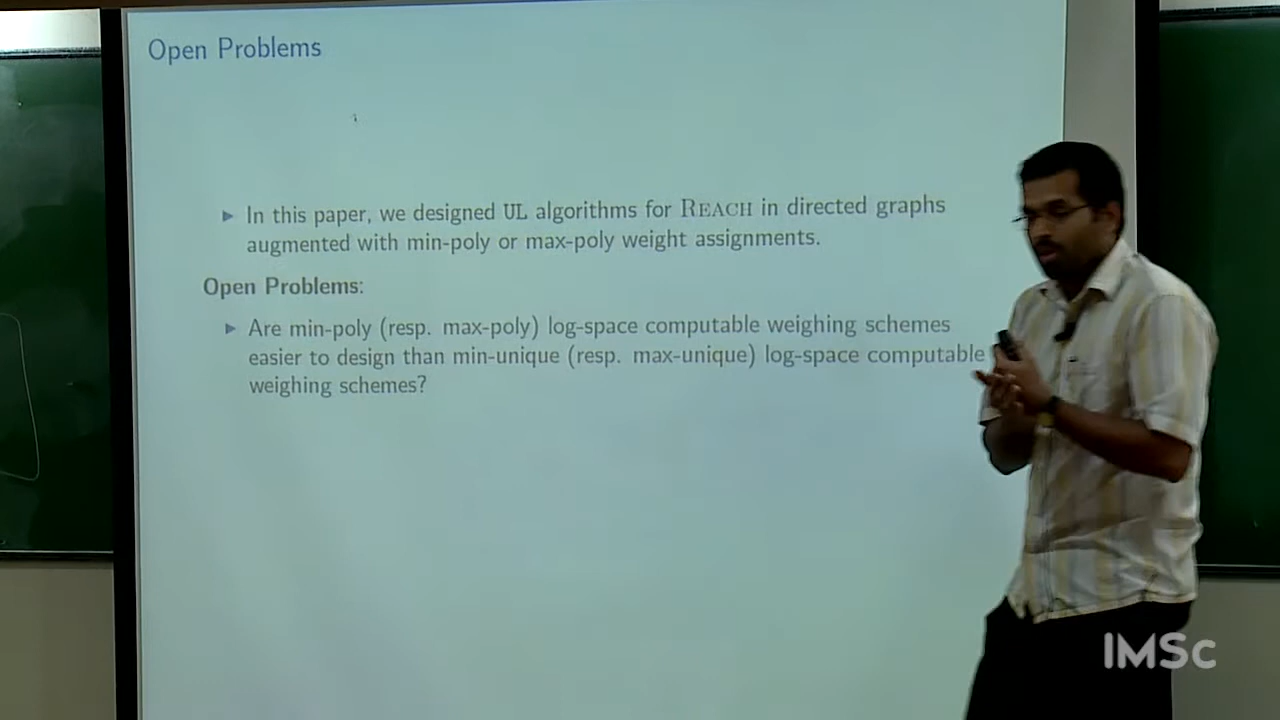 Open Problems
▶ In this paper, we designed UL algorithms for REACH in directed graphs
augmented with min-poly or max-poly weight assignments.
Open Problems:
▶ Are min-poly (resp. max-poly) log-space computable weighing schemes
easier to design than min-unique (resp. max-unique) log-space computable
weighing schemes?
IMSc